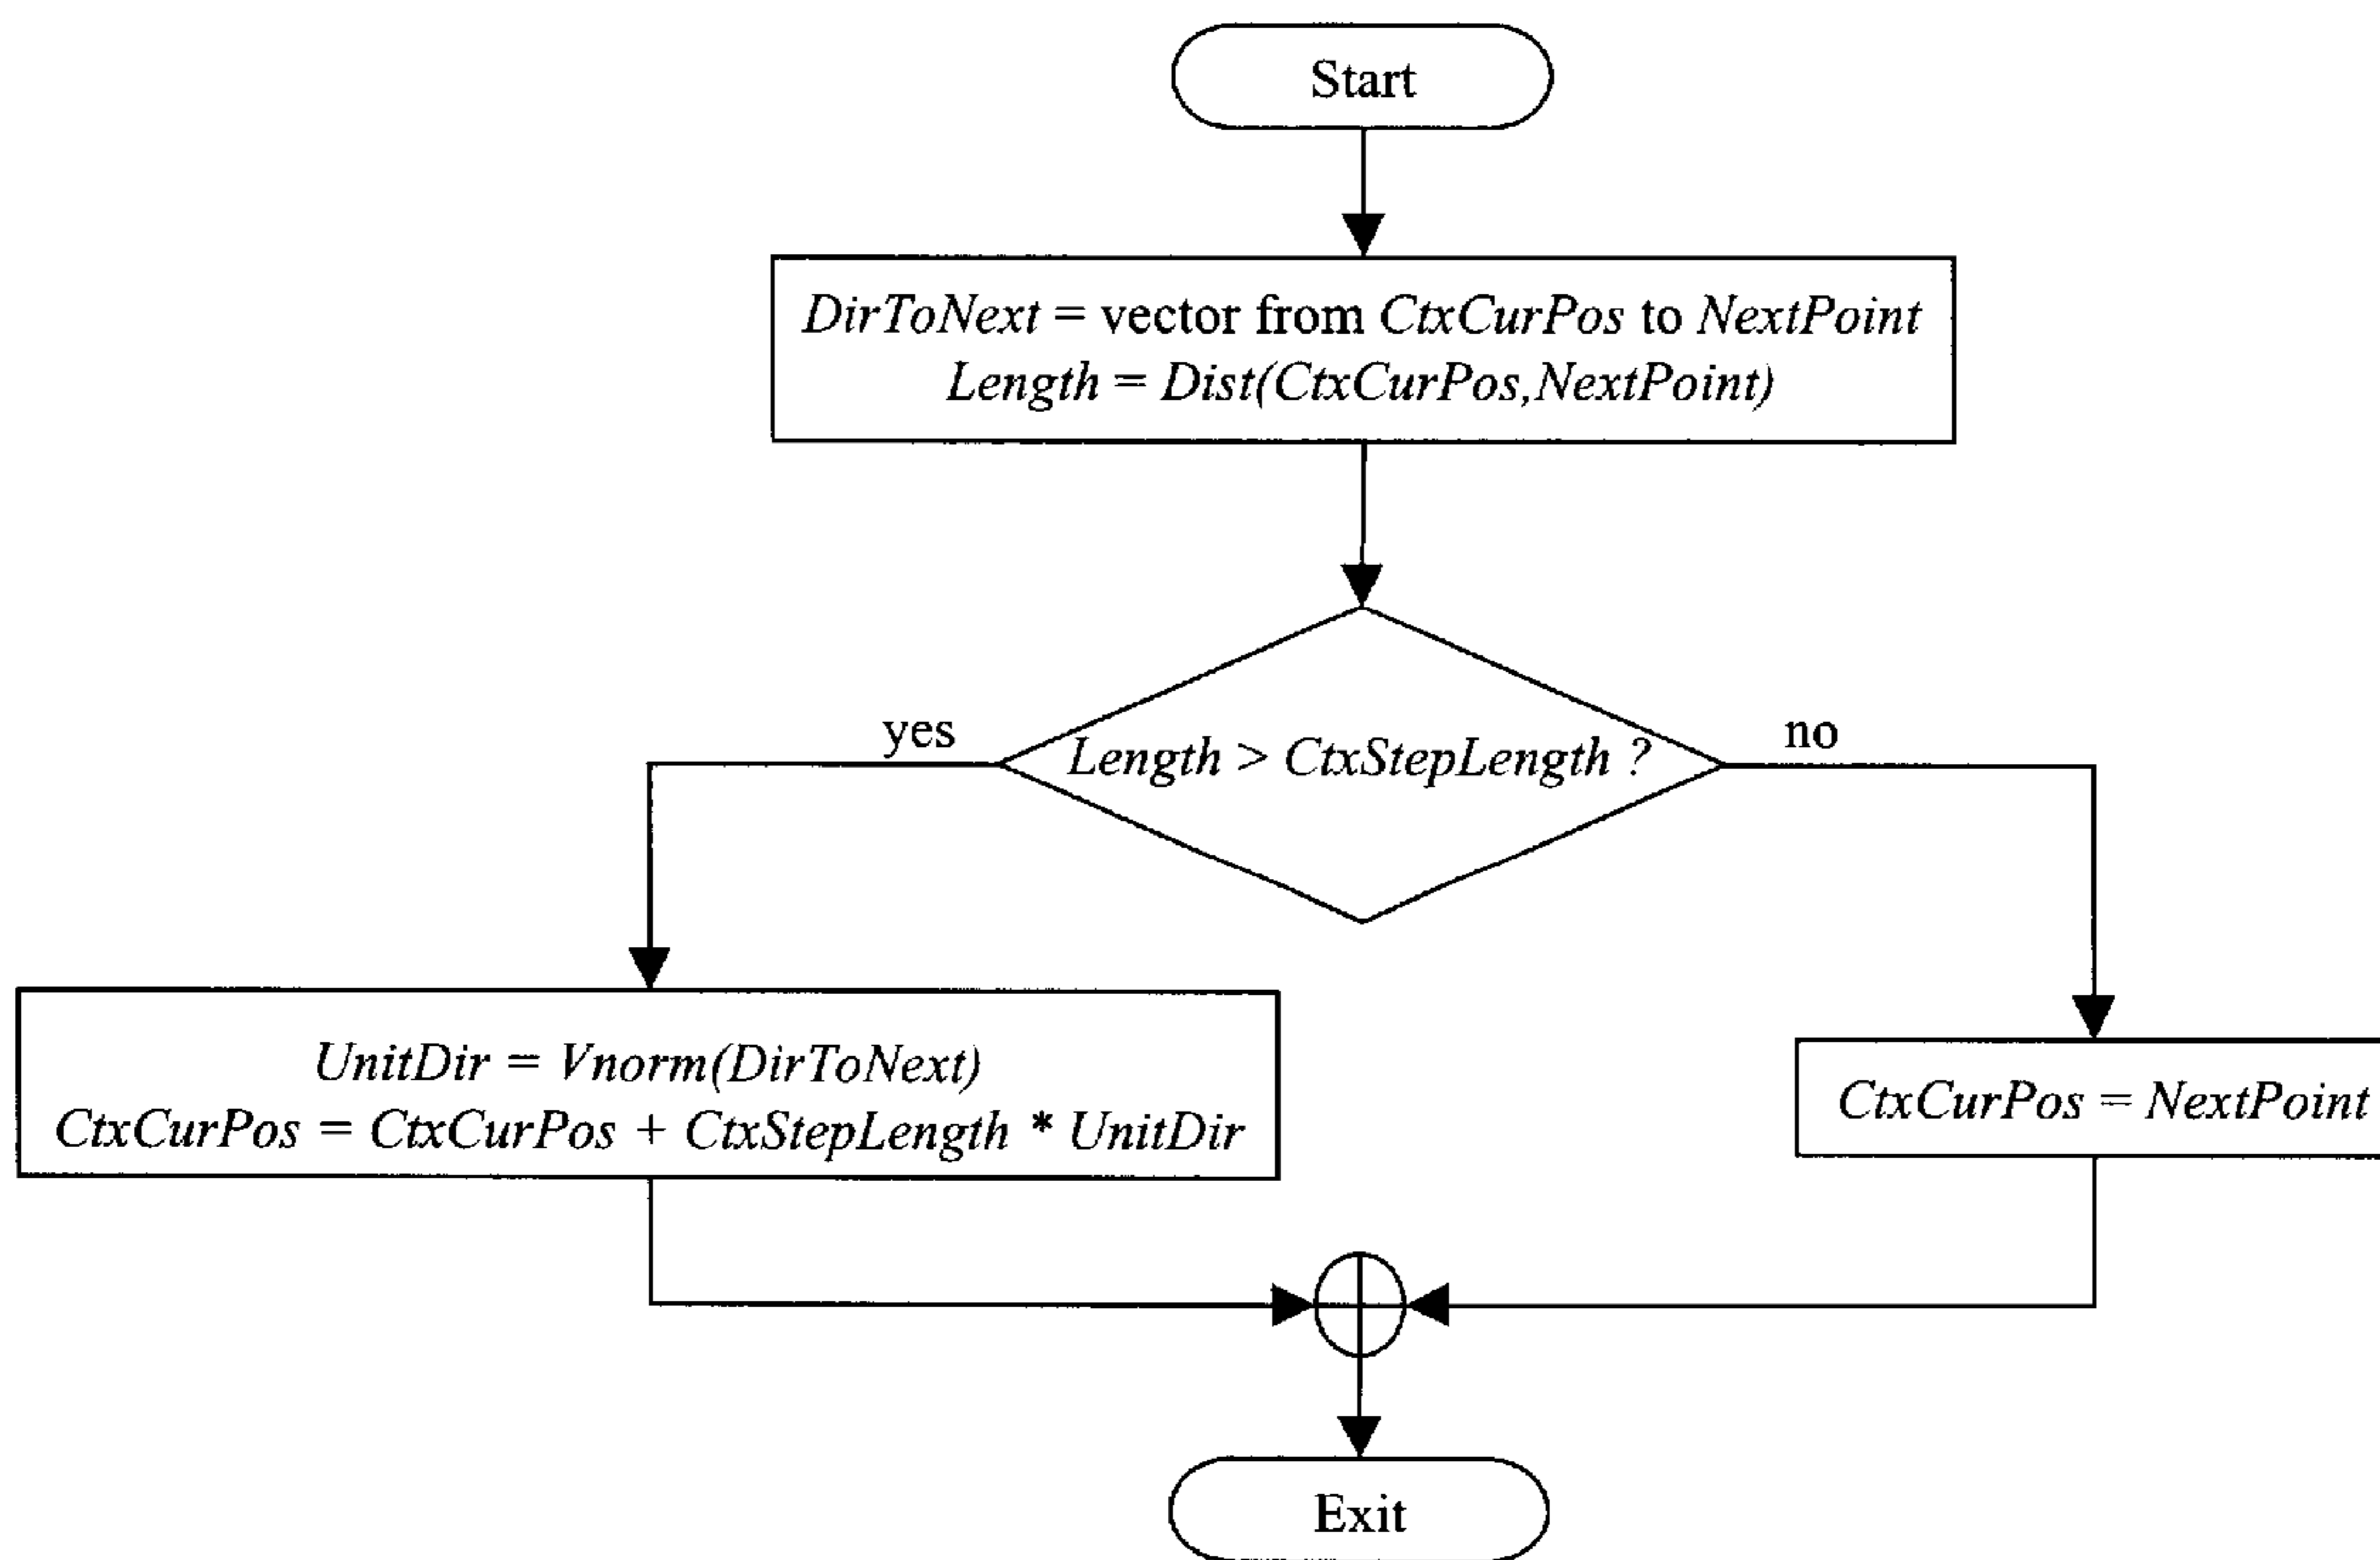 Start
DirToNext = vector from CtxCurPos to NextPoint
Length = Dist(CtxCurPos,NextPoint)
yes
Length > CtxStepLength ?
no
UnitDir = Vnorm(DirToNext)
CtxCurPos = CtxCurPos + CtxStepLength * UnitDir
CtxCurPos = NextPoint
Exit